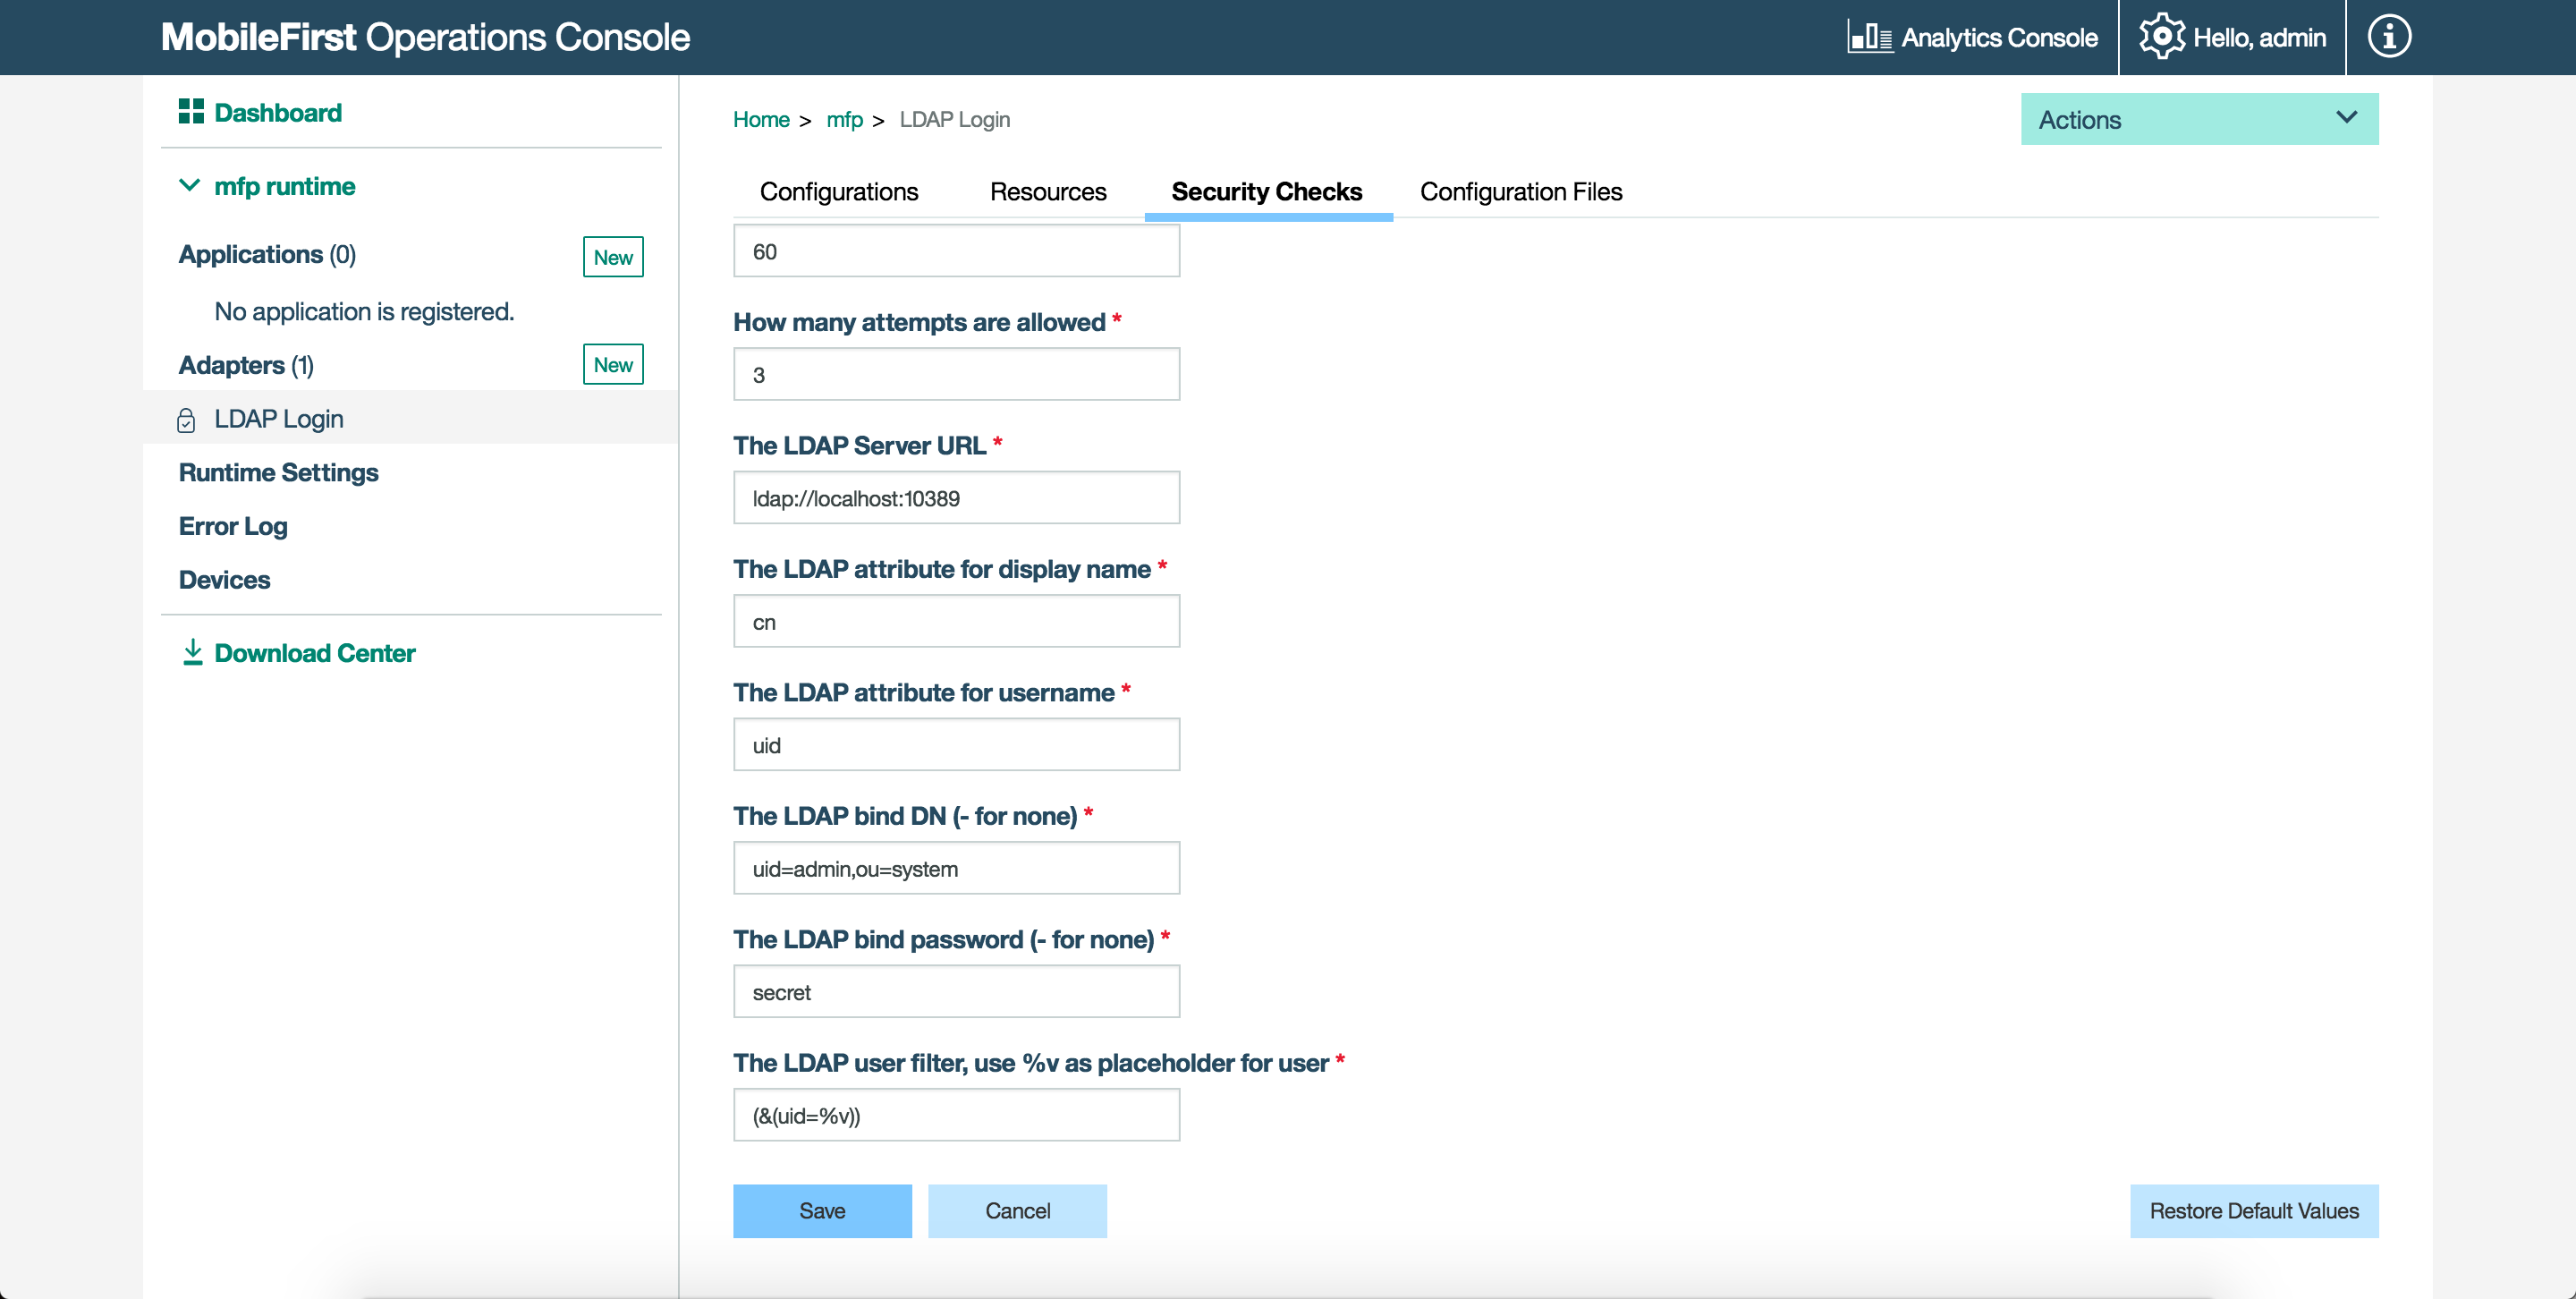 MobileFirst Operations Console
Analytics Console
Hello, admin
Dashboard
mfp runtime
Applications (0)
New
No application is registered.
Adapters (1)
New
LDAP Login
Runtime Settings
Error Log
Devices
Download Center
Home > mfp > LDAP Login
Actions
Configurations
Resources
Security Checks
Configuration Files
60
How many attempts are allowed *
3
The LDAP Server URL *
ldap://localhost:10389
The LDAP attribute for display name *
cn
The LDAP attribute for username *
uid
The LDAP bind DN (- for none) *
uid=admin,ou=system
The LDAP bind password (- for none) *
secret
The LDAP user filter, use %v as placeholder for user *
(&(uid=%v))
Save
Cancel
Restore Default Values